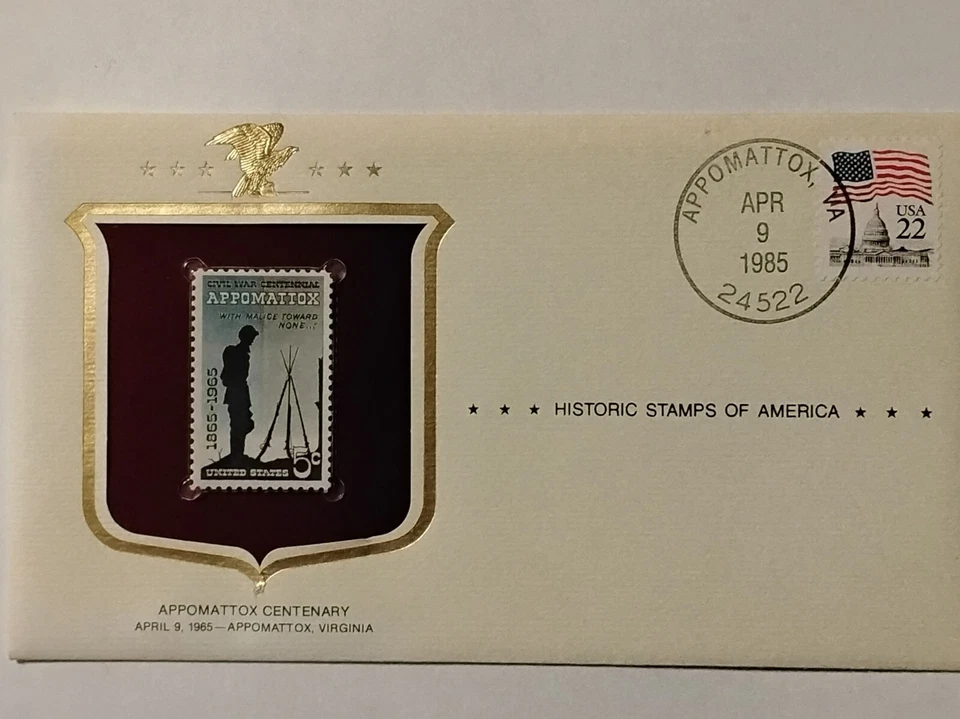 CIVIL WAR CENTENNIAL
APPOMATTOX
WITH MALICE TOWARD
NONE...
1865-1965
UNITED STATES 5c
APPOMATTOX CENTENARY
APRIL 9, 1965—APPOMATTOX, VIRGINIA
APPOMATTOX, VA
APR
9
1985
24522
USA
22
★ ★ ★ HISTORIC STAMPS OF AMERICA ★ ★ ★